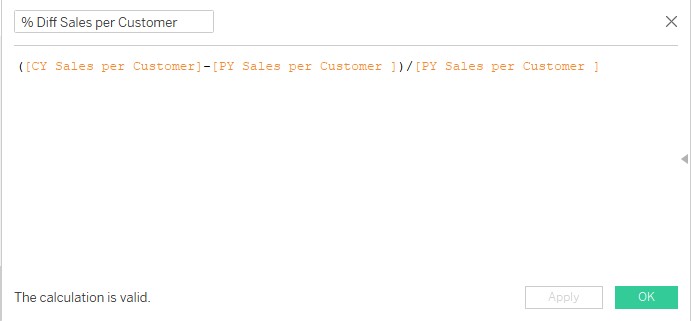 % Diff Sales per Customer
([CY Sales per Customer]-[PY Sales per Customer ])/[PY Sales per Customer ]
The calculation is valid.
Apply
OK